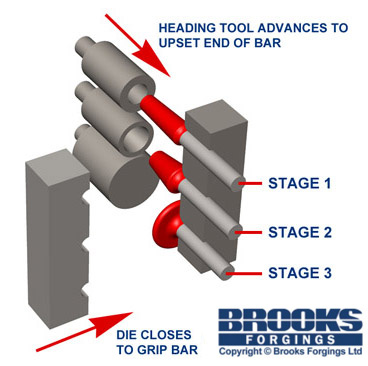 HEADING TOOL ADVANCES TO
UPSET END OF BAR
STAGE 1
STAGE 2
STAGE 3
DIE CLOSES
TO GRIP BAR
BROOKS
FORGINGS
Copyright © Brooks Forgings Ltd